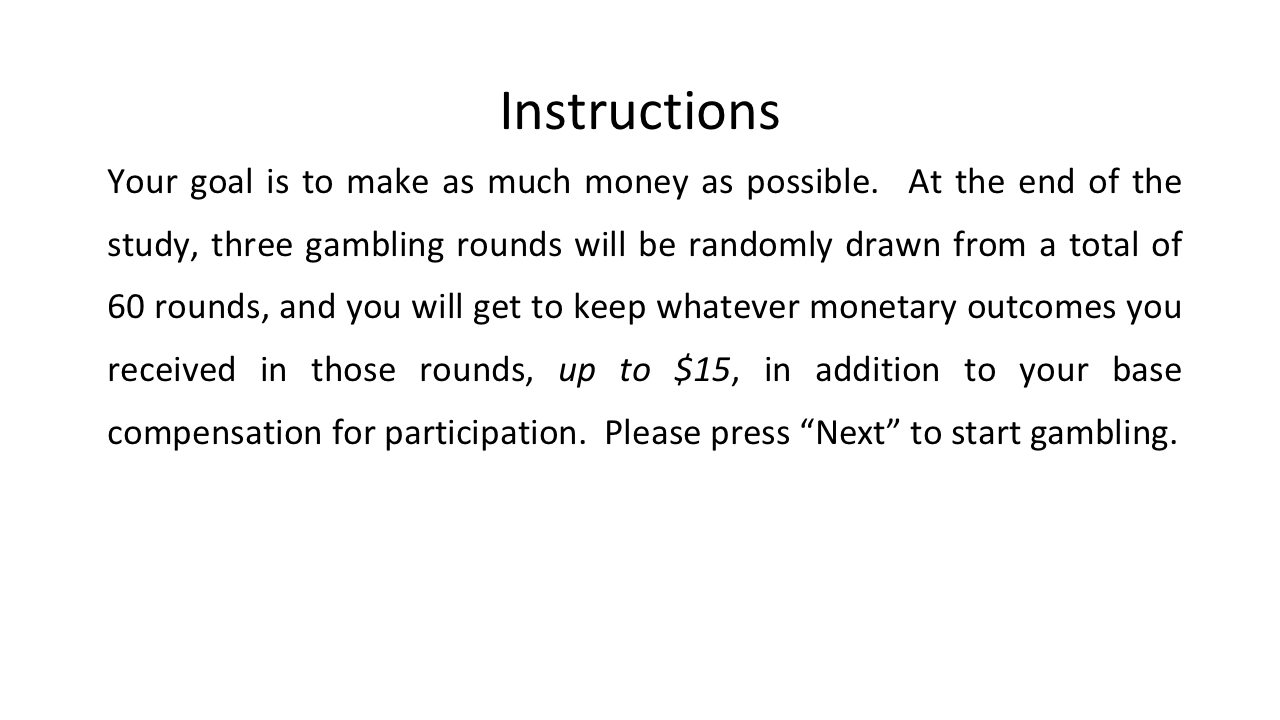 Instructions
Your goal is to make as much money as possible.  At the end of the
study, three gambling rounds will be randomly drawn from a total of
60 rounds, and you will get to keep whatever monetary outcomes you
received in those rounds, up to $15, in addition to your base
compensation for participation.  Please press “Next” to start gambling.